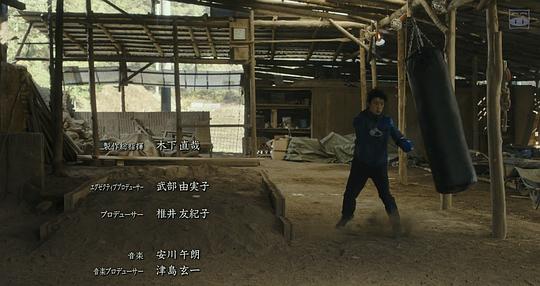 製作総指揮 木下 直哉
エグゼクティブプロデューサー 武部 由実子
プロデューサー 椎井 友紀子
音楽 安川 午朗
音楽プロデューサー 津島 玄一